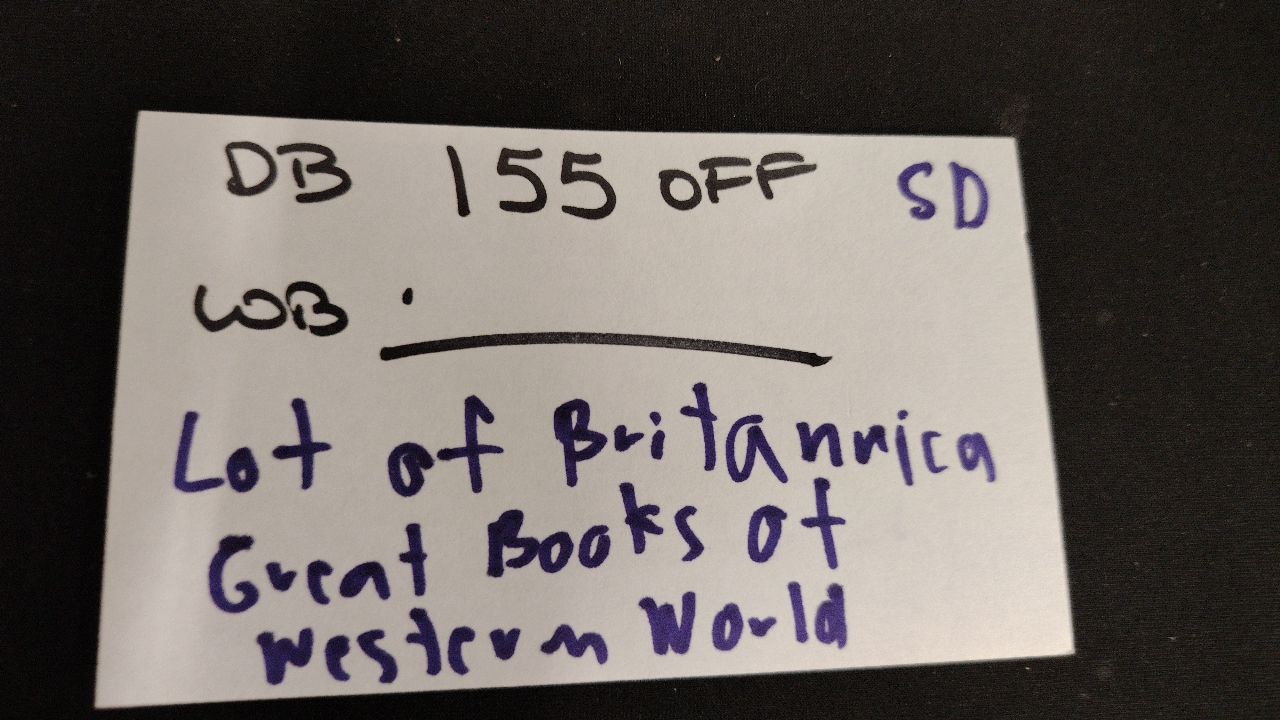 DB 155 OFF SD
WB .
Lot of Britannica
Great Books of
Western World